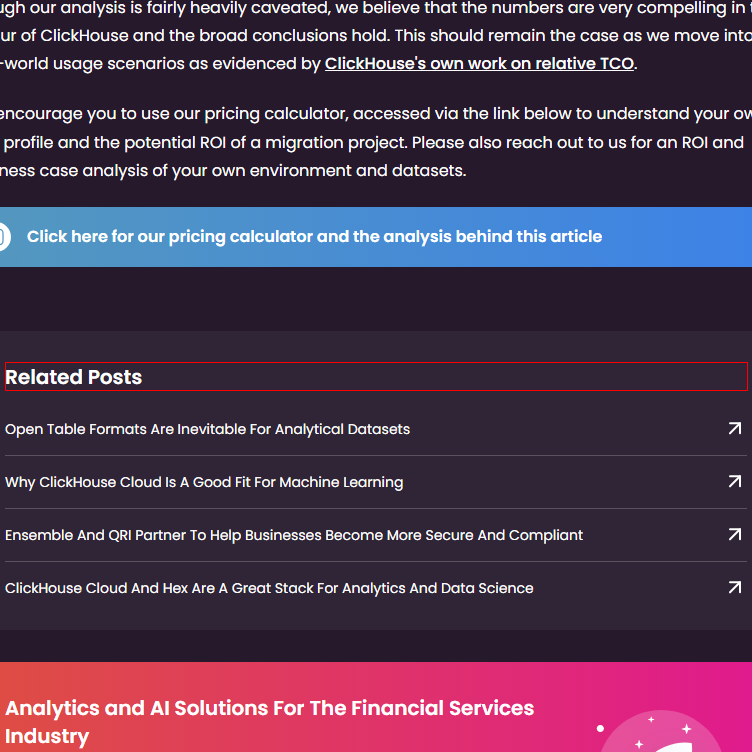 our analysis is fairly heavily caveated, we believe that the numbers are very compelling in
of ClickHouse and the broad conclusions hold. This should remain the case as we move into
-world usage scenarios as evidenced by ClickHouse's own work on relative TCO.
encourage you to use our pricing calculator, accessed via the link below to understand your
profile and the potential ROI of a migration project. Please also reach out to us for an ROI and
case analysis of your own environment and datasets.
Click here for our pricing calculator and the analysis behind this article
Related Posts
Open Table Formats Are Inevitable For Analytical Datasets
Why ClickHouse Cloud Is A Good Fit For Machine Learning
Ensemble And QRI Partner To Help Businesses Become More Secure And Compliant
ClickHouse Cloud And Hex Are A Great Stack For Analytics And Data Science
Analytics and AI Solutions For The Financial Services
Industry